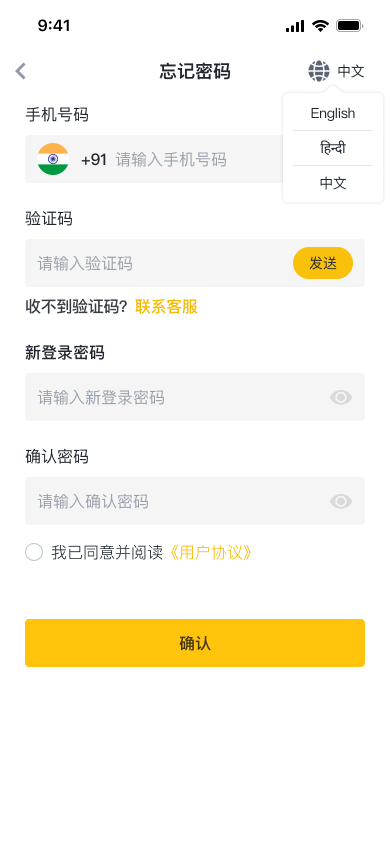 9:41
忘记密码
中文
English
हिन्दी
中文
手机号码
+91 请输入手机号码
验证码
请输入验证码
发送
收不到验证码? 联系客服
新登录密码
请输入新登录密码
确认密码
请输入确认密码
我已同意并阅读《用户协议》
确认